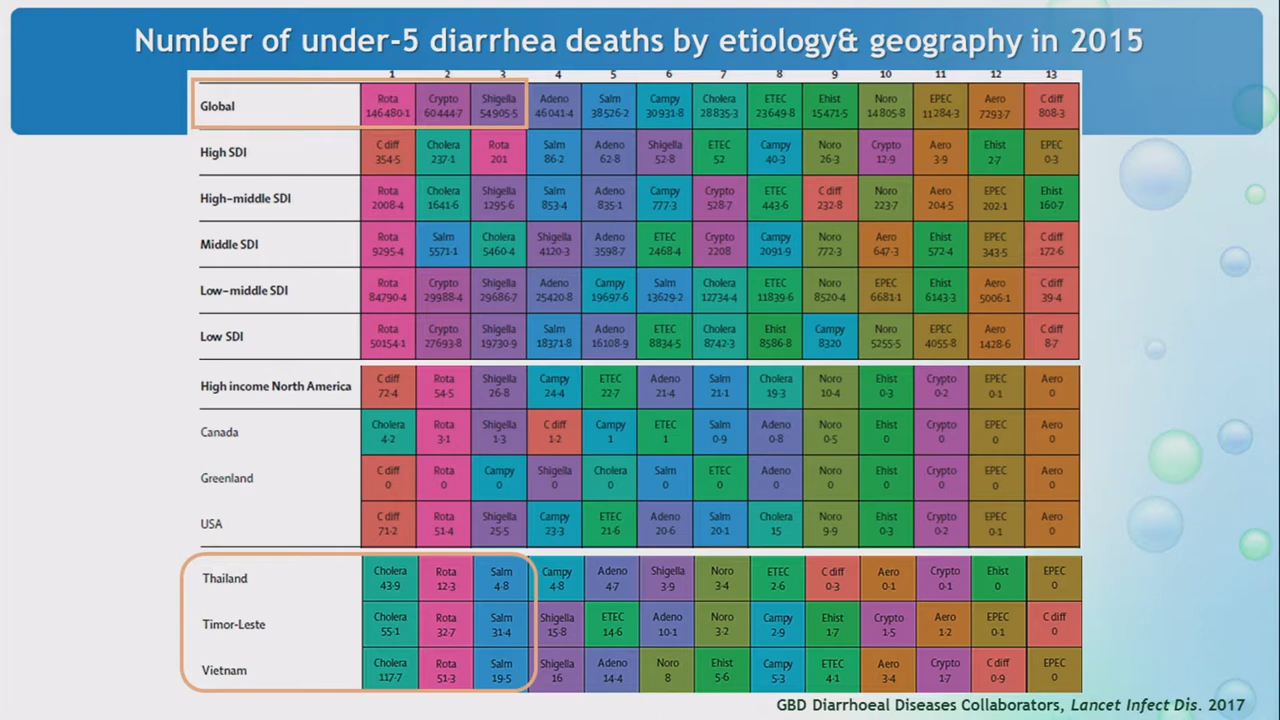 Number of under-5 diarrhea deaths by etiology& geography in 2015
1 2 3 4 5 6 7 8 9 10 11 12 13
Global Rota Crypto Shigella Adeno Salm Campy Cholera ETEC Ehist Noro EPEC Aero C diff
146 480·1 60 444·7 54 905·5 46 041·4 38 526·2 30 931·8 28 835·3 23 649·8 15 471·5 14 805·8 11 284·3 7293·7 808·3
High SDI C diff Cholera Rota Salm Adeno Shigella ETEC Campy Noro Crypto Aero Ehist EPEC
354·5 237·1 201 86·2 62·8 52·8 52 40·3 26·3 12·9 3·9 2·7 0·3
High-middle SDI Rota Cholera Shigella Salm Adeno Campy Crypto ETEC C diff Noro Aero EPEC Ehist
2008·4 1641·6 1295·6 853·4 835·1 777·3 528·7 443·6 232·8 223·7 204·5 202·1 160·7
Middle SDI Rota Salm Cholera Shigella Adeno ETEC Crypto Campy Noro Aero Ehist EPEC C diff
9295·4 5571·1 5460·4 4120·3 3598·7 2468·4 2208 2091·9 772·3 647·3 572·4 343·5 172·6
Low-middle SDI Rota Crypto Shigella Adeno Campy Salm Cholera ETEC Noro EPEC Ehist Aero C diff
84790·4 29988·4 29686·7 25420·8 19697·6 13629·2 12734·4 11839·6 8520·4 6681·1 6143·3 5006·1 39·4
Low SDI Rota Crypto Shigella Salm Adeno ETEC Cholera Ehist Campy Noro EPEC Aero C diff
50154·1 27693·8 19730·9 18371·8 16108·9 8834·5 8742·3 8586·8 8320 5255·5 4055·8 1428·6 8·7
High income North America C diff Rota Shigella Campy ETEC Adeno Salm Cholera Noro Ehist Crypto EPEC Aero
72·4 54·5 26·8 24·4 22·7 21·4 21·1 19·3 10·4 0·3 0·2 0·1 0
Canada Cholera Rota Shigella C diff Campy ETEC Salm Adeno Noro Ehist Crypto EPEC Aero
4·2 3·1 1·3 1·2 1 1 0·9 0·8 0·5 0 0 0 0
Greenland C diff Rota Campy Shigella Cholera Salm ETEC Adeno Noro Ehist Crypto EPEC Aero
0 0 0 0 0 0 0 0 0 0 0 0 0
USA C diff Rota Shigella Campy ETEC Adeno Salm Cholera Noro Ehist Crypto EPEC Aero
71·2 51·4 25·5 23·3 21·6 20·6 20·1 15 9·9 0·3 0·2 0·1 0
Thailand Cholera Rota Salm Campy Adeno Shigella Noro ETEC C diff Aero Crypto Ehist EPEC
43·9 12·3 4·8 4·8 4·7 3·9 3·4 2·6 0·3 0·1 0·1 0 0
Timor-Leste Cholera Rota Salm Shigella ETEC Adeno Noro Campy Ehist Crypto Aero EPEC C diff
55·1 32·7 31·4 15·8 14·6 10·1 3·2 2·9 1·7 1·5 1·2 0·1 0
Vietnam Cholera Rota Salm Shigella Adeno Noro Ehist Campy ETEC Aero Crypto C diff EPEC
117·7 51·3 19·5 16 14·4 8 5·6 5·3 4·1 3·4 1·7 0·9 0
GBD Diarrhoeal Diseases Collaborators, Lancet Infect Dis. 2017